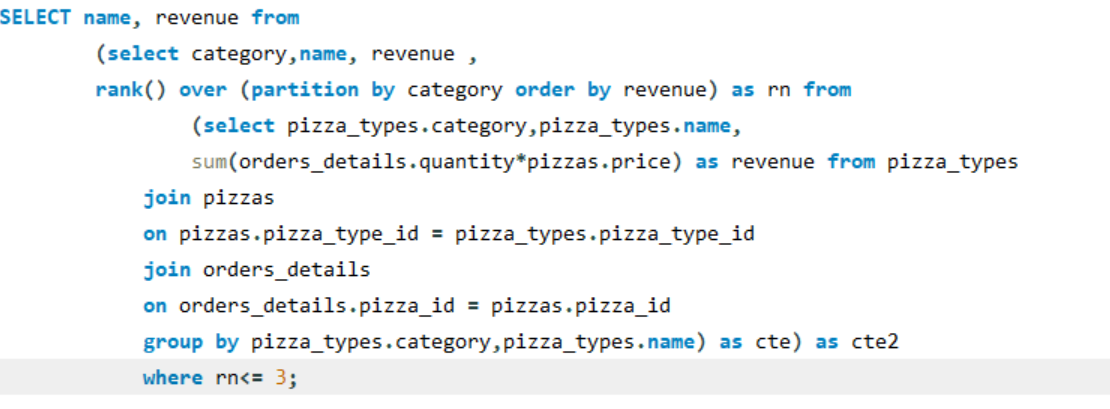 SELECT name, revenue from
(select category,name, revenue ,
rank() over (partition by category order by revenue) as rn from
(select pizza_types.category,pizza_types.name,
sum(orders_details.quantity*pizzas.price) as revenue from pizza_types
join pizzas
on pizzas.pizza_type_id = pizza_types.pizza_type_id
join orders_details
on orders_details.pizza_id = pizzas.pizza_id
group by pizza_types.category,pizza_types.name) as cte) as cte2
where rn<= 3;